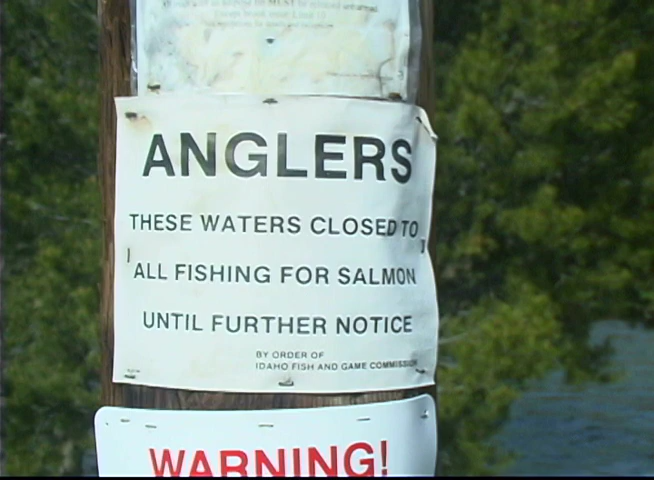 ANGLERS
THESE WATERS CLOSED TO
ALL FISHING FOR SALMON
UNTIL FURTHER NOTICE
BY ORDER OF
IDAHO FISH AND GAME COMMISSION
WARNING!